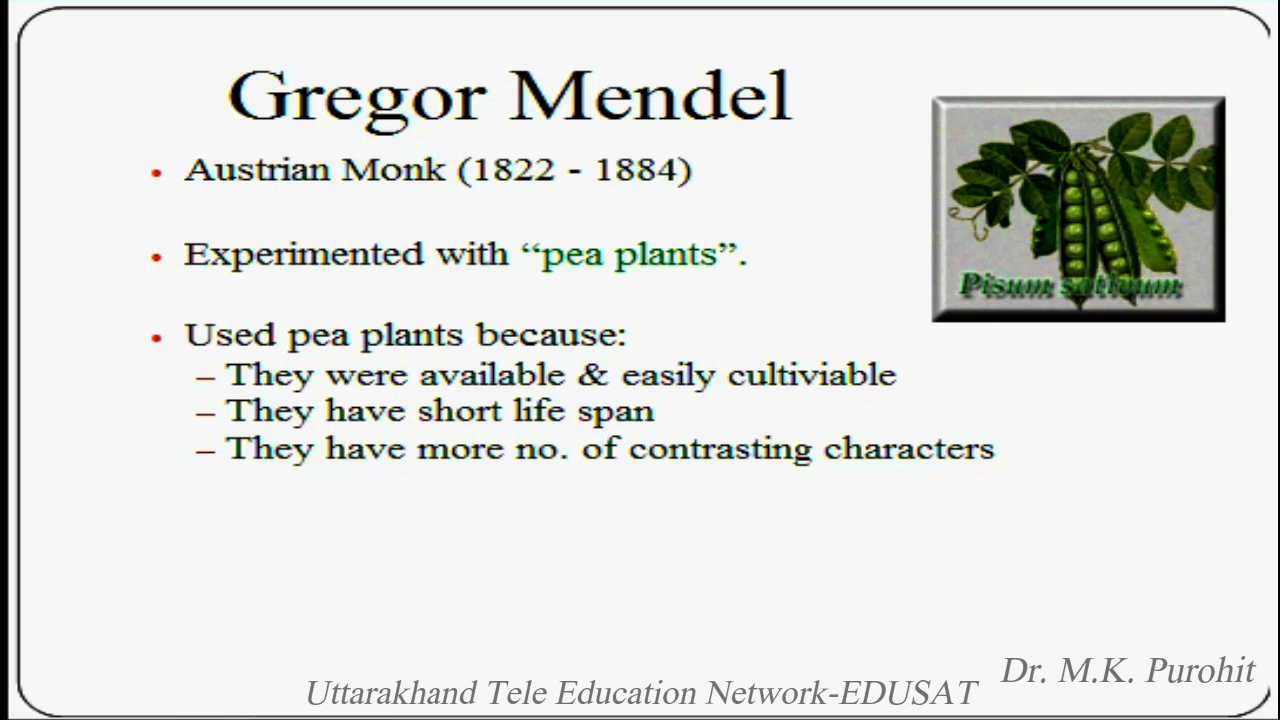 Gregor Mendel
• Austrian Monk (1822 - 1884)
• Experimented with “pea plants”.
• Used pea plants because:
– They were available & easily cultiviable
– They have short life span
– They have more no. of contrasting characters
Pisum sativum
Dr. M.K. Purohit
Uttarakhand Tele Education Network-EDUSAT